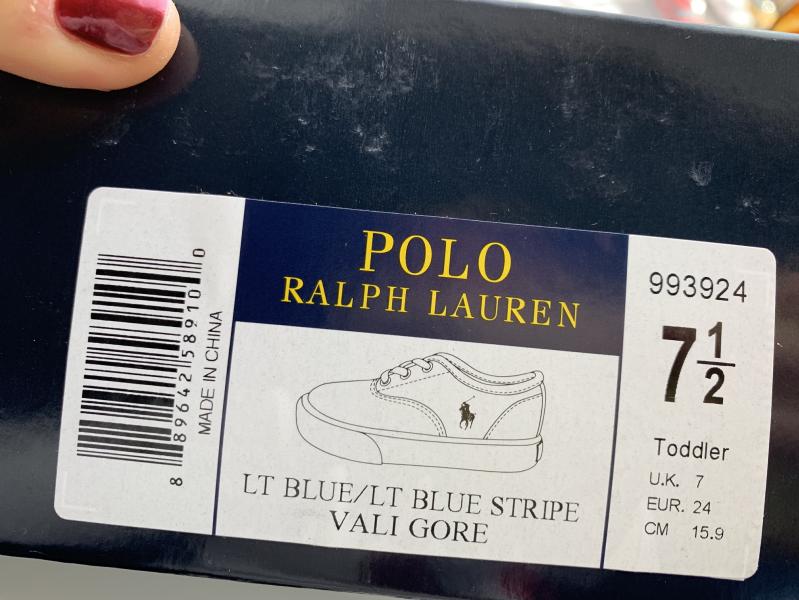 8 89642 58910 0
MADE IN CHINA
POLO
RALPH LAUREN
LT BLUE/LT BLUE STRIPE
VALI GORE
993924
7 1/2
Toddler
U.K. 7
EUR. 24
CM 15.9